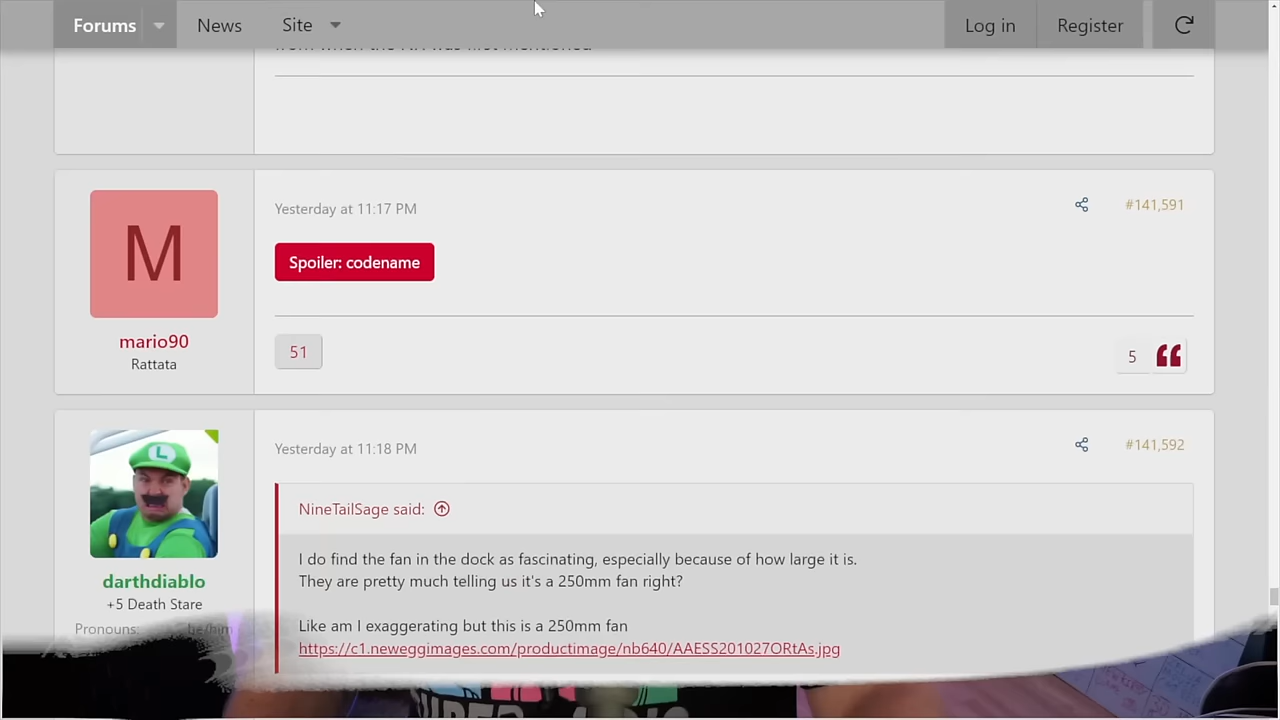 Forums
News
Site
Log in
Register
M
mario90
Rattata
Yesterday at 11:17 PM
#141,591
Spoiler: codename
51
5
L
darthdiablo
+5 Death Stare
Pronouns:
he/him
Yesterday at 11:18 PM
#141,592
NineTailSage said:
I do find the fan in the dock as fascinating, especially because of how large it is.
They are pretty much telling us it's a 250mm fan right?
Like am I exaggerating but this is a 250mm fan
https://c1.neweggimages.com/productimage/nb640/AAESS201027ORtAs.jpg